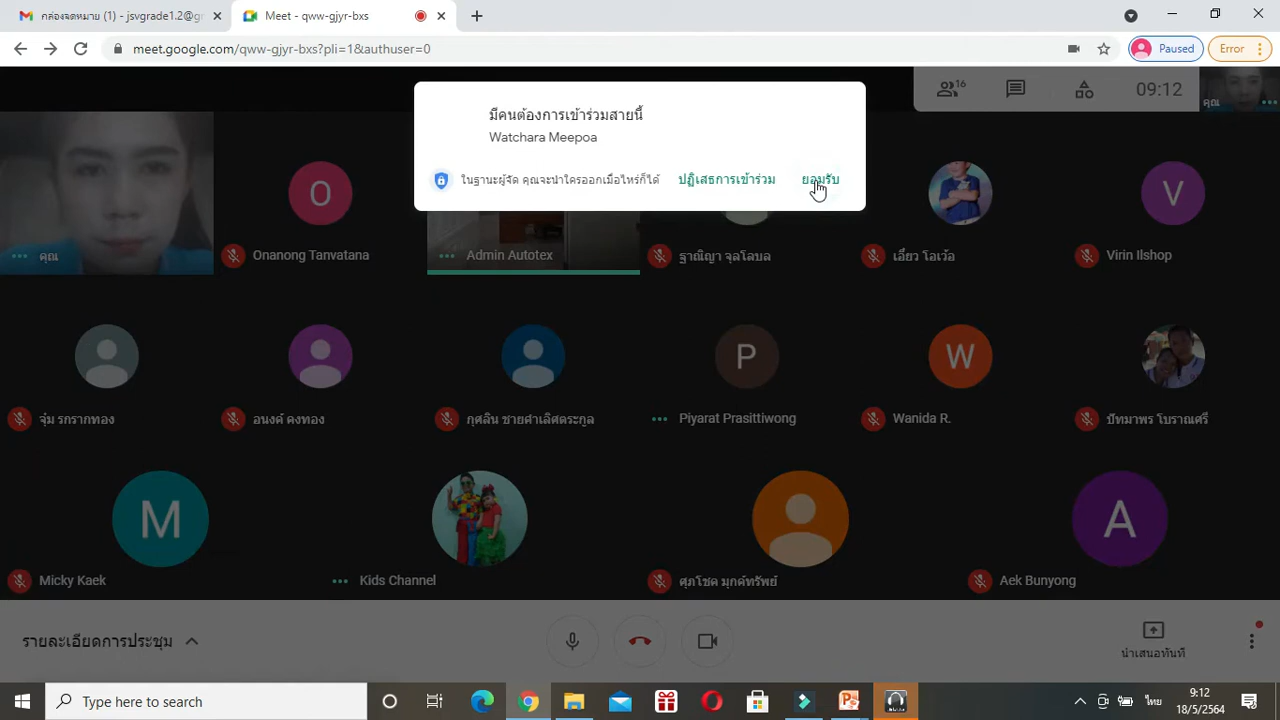 กล่องจดหมาย (1) - jsvgrade1.2@gr
Meet - qww-gjyr-bxs
meet.google.com/qww-gjyr-bxs?pli=1&authuser=0
Paused
Error
มีคนต้องการเข้าร่วมสายนี้
Watchara Meepoa
ในฐานะผู้จัด คุณจะนำใครออกเมื่อไหร่ก็ได้
ปฏิเสธการเข้าร่วม
ยอมรับ
16
09:12
คุณ
คุณ
O
Onanong Tanvatana
Admin Autotex
ฐาณิญา จุลโลบล
เอี๋ยว โอเว้อ
V
Virin Ilshop
จุ๋ม รกรากทอง
อนงค์ คงทอง
กุศลิน ชายดำเลิศตระกูล
P
Piyarat Prasittiwong
W
Wanida R.
ปัทมาพร โบราณศรี
M
Micky Kaek
Kids Channel
ศุภโชค มุกด์ทรัพย์
A
Aek Bunyong
รายละเอียดการประชุม
นำเสนอทันที
Type here to search
ไทย
9:12
18/5/2564